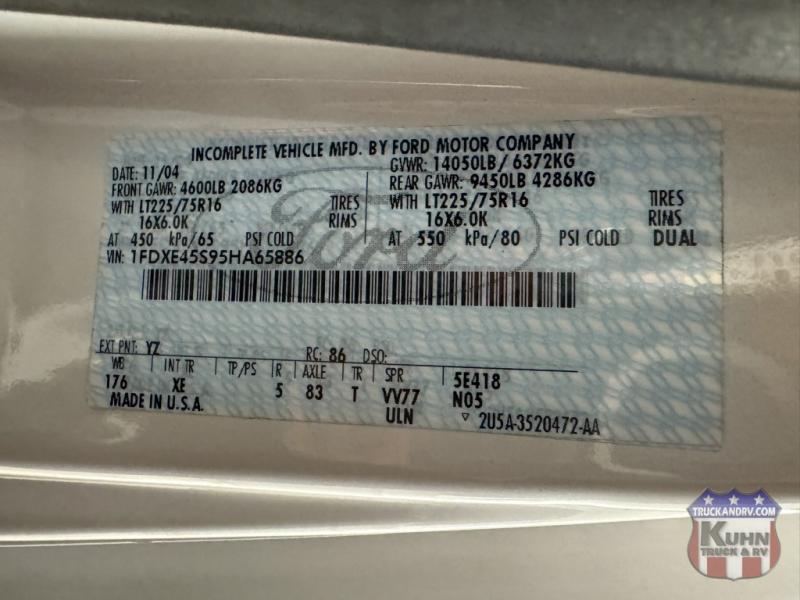 INCOMPLETE VEHICLE MFD. BY FORD MOTOR COMPANY
DATE: 11/04 GVWR: 14050LB/ 6372KG
FRONT GAWR: 4600LB 2086KG REAR GAWR: 9450LB 4286KG
WITH LT225/75R16 TIRES WITH LT225/75R16 TIRES
16X6.0K RIMS 16X6.0K RIMS
AT 450 kPa/65 PSI COLD AT 550 kPa/80 PSI COLD DUAL
VIN: 1FDXE45S95HA65886
Ford
EXT PNT: YZ RC: 86 DSO:
WB INT TR TP/PS R AXLE TR SPR 5E418
176 XE 5 83 T VV77 N05
MADE IN U.S.A. ULN ▽ 2U5A-3520472-AA
TRUCKANDRV.COM
KUHN
TRUCK & RV